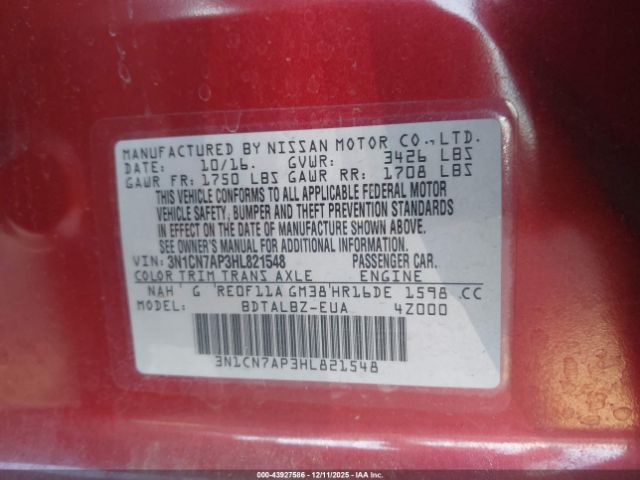 MANUFACTURED BY NISSAN MOTOR CO.,LTD.
DATE: 10/16. GVWR: 3426 LBS
GAWR FR: 1750 LBS GAWR RR: 1708 LBS
THIS VEHICLE CONFORMS TO ALL APPLICABLE FEDERAL MOTOR
VEHICLE SAFETY, BUMPER AND THEFT PREVENTION STANDARDS
IN EFFECT ON THE DATE OF MANUFACTURE SHOWN ABOVE.
SEE OWNER'S MANUAL FOR ADDITIONAL INFORMATION.
VIN: 3N1CN7AP3HL821548 PASSENGER CAR.
COLOR TRIM TRANS AXLE ENGINE
NAH G RE0F11A GM38 HR16DE 1598 CC
MODEL: BDTALBZ-EUA 4Z000
3N1CN7AP3HL821548
000-43927586 - 12/11/2025 - IAA Inc.